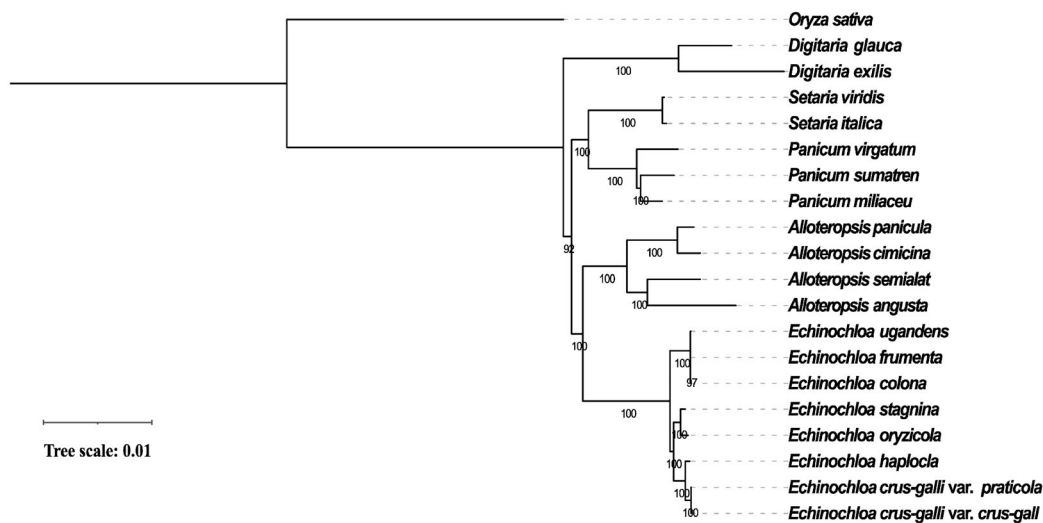 Oryza sativa
Digitaria glauca
Digitaria exilis
100
Setaria viridis
100
Setaria italica
100
Panicum virgatum
100
Panicum sumatren
100
Panicum miliaceu
Alloteropsis panicula
92
100
Alloteropsis cimicina
100
Alloteropsis semialat
100
Alloteropsis angusta
Echinochloa ugandens
100
100
Echinochloa frumenta
97
Echinochloa colona
100
Echinochloa stagnina
100
Echinochloa oryzicola
Tree scale: 0.01
100
Echinochloa haplocla
100
Echinochloa crus-galli var. praticola
100
Echinochloa crus-galli var. crus-gall